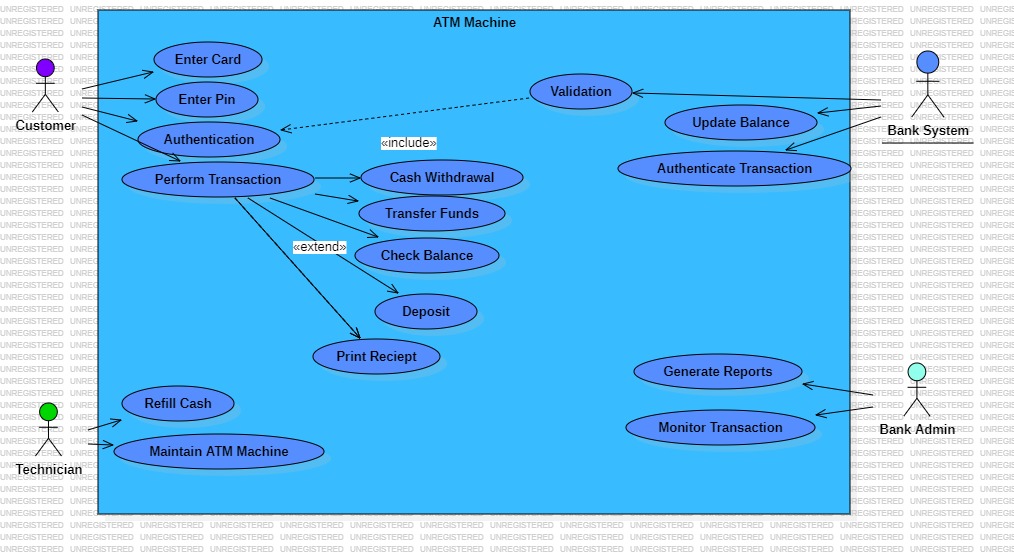 ATM Machine
Enter Card
Enter Pin
Validation
Customer
Authentication
Update Balance
Bank System
«include»
Perform Transaction
Cash Withdrawal
Authenticate Transaction
Transfer Funds
«extend»
Check Balance
Deposit
Print Reciept
Generate Reports
Refill Cash
Monitor Transaction
Bank Admin
Maintain ATM Machine
Technician
UNREGISTERED